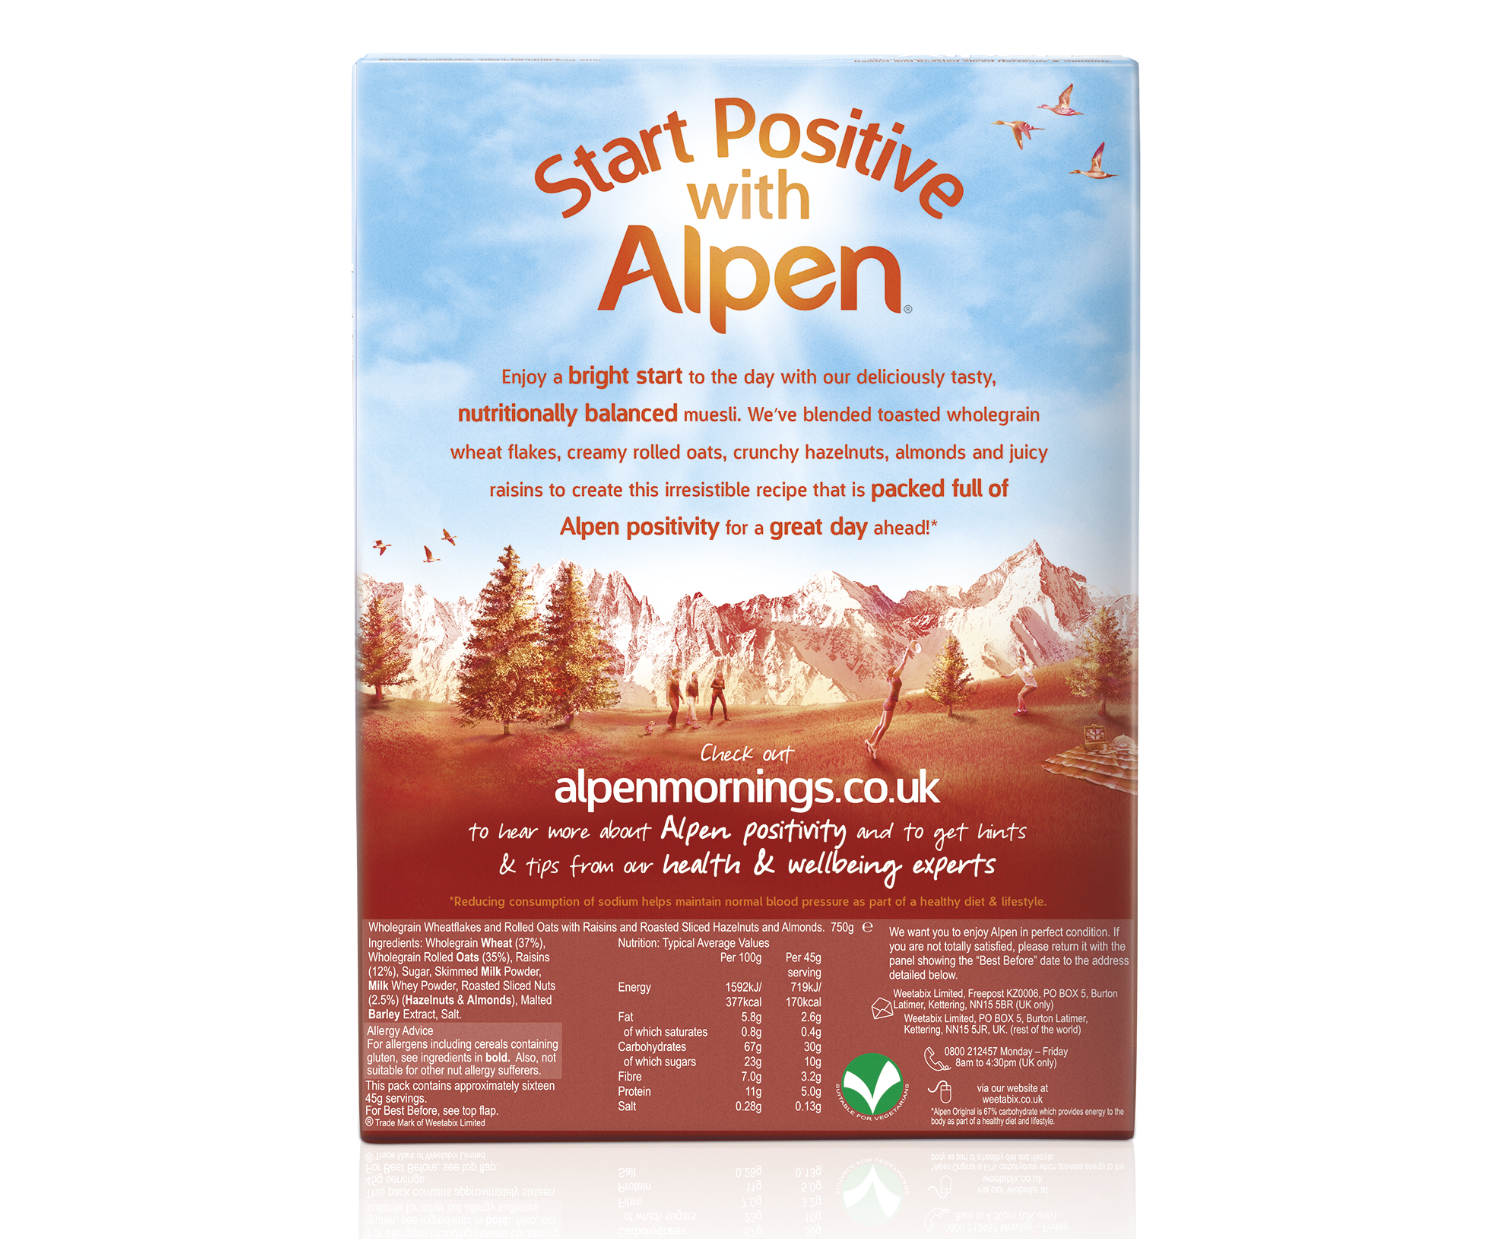 Start Positive
with
Alpen®
Enjoy a bright start to the day with our deliciously tasty,
nutritionally balanced muesli. We've blended toasted wholegrain
wheat flakes, creamy rolled oats, crunchy hazelnuts, almonds and juicy
raisins to create this irresistible recipe that is packed full of
Alpen positivity for a great day ahead!*
Check out
alpenmornings.co.uk
to hear more about Alpen positivity and to get hints
& tips from our health & wellbeing experts
*Reducing consumption of sodium helps maintain normal blood pressure as part of a healthy diet & lifestyle.
Wholegrain Wheatflakes and Rolled Oats with Raisins and Roasted Sliced Hazelnuts and Almonds. 750g ℮
Ingredients: Wholegrain Wheat (37%),
Wholegrain Rolled Oats (35%), Raisins
(12%), Sugar, Skimmed Milk Powder,
Milk Whey Powder, Roasted Sliced Nuts
(2.5%) (Hazelnuts & Almonds), Malted
Barley Extract, Salt.
Allergy Advice
For allergens including cereals containing
gluten, see ingredients in bold. Also, not
suitable for other nut allergy sufferers.
This pack contains approximately sixteen
45g servings.
For Best Before, see top flap.
® Trade Mark of Weetabix Limited
Nutrition: Typical Average Values
Per 100g Per 45g
serving
Energy 1592kJ/ 719kJ/
377kcal 170kcal
Fat 5.8g 2.6g
of which saturates 0.8g 0.4g
Carbohydrates 67g 30g
of which sugars 23g 10g
Fibre 7.0g 3.2g
Protein 11g 5.0g
Salt 0.28g 0.13g
SUITABLE FOR VEGETARIANS
We want you to enjoy Alpen in perfect condition. If
you are not totally satisfied, please return it with the
panel showing the "Best Before" date to the address
detailed below.
Weetabix Limited, Freepost KZ0006, PO BOX 5, Burton
Latimer, Kettering, NN15 5BR (UK only)
Weetabix Limited, PO BOX 5, Burton Latimer,
Kettering, NN15 5JR, UK. (rest of the world)
0800 212457 Monday – Friday
8am to 4:30pm (UK only)
via our website at
weetabix.co.uk
*Alpen Original is 67% carbohydrate which provides energy to the
body as part of a healthy diet and lifestyle.